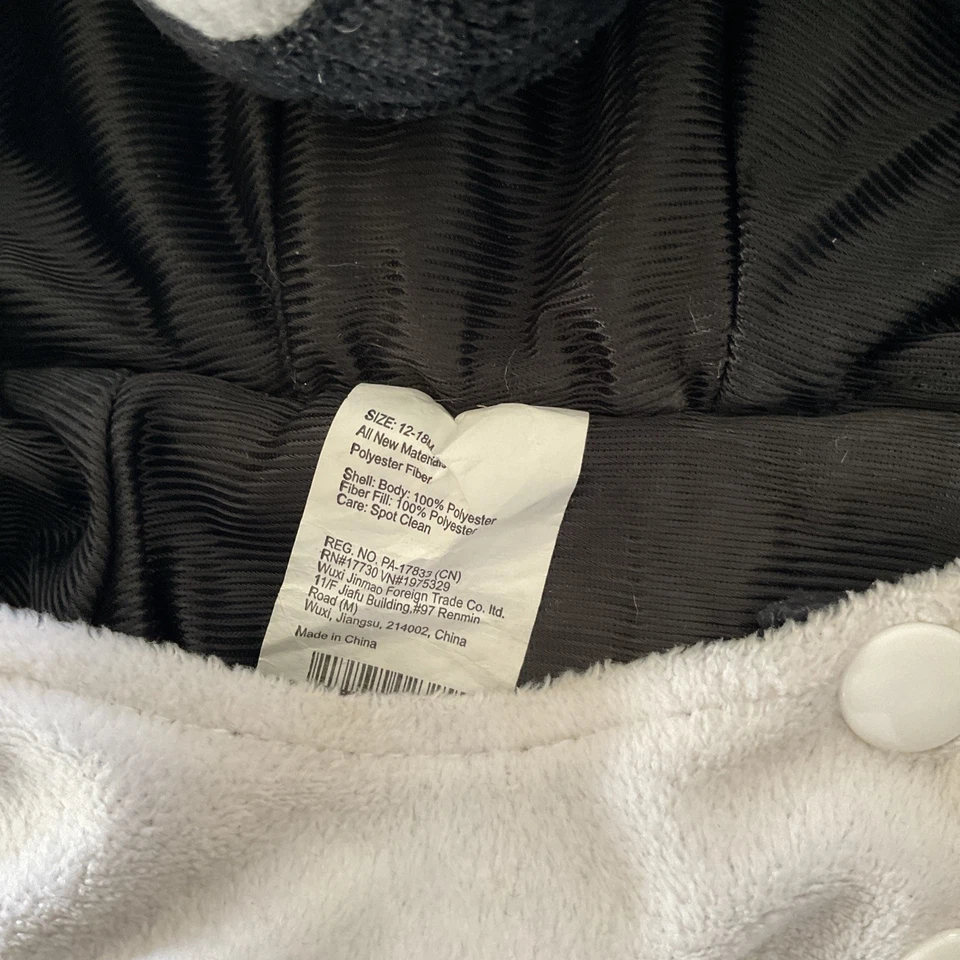 SIZE: 12-18
All New Materials
Polyester Fiber
Shell: Body: 100% Polyester
Fiber Fill: 100% Polyester
Care: Spot Clean
REG. NO. PA-17833 (CN)
RN#17730 VN#1975329
Wuxi Jinmao Foreign Trade Co. ltd.
11/F Jiafu Building,#97 Renmin
Road (M)
Wuxi, Jiangsu, 214002, China
Made in China